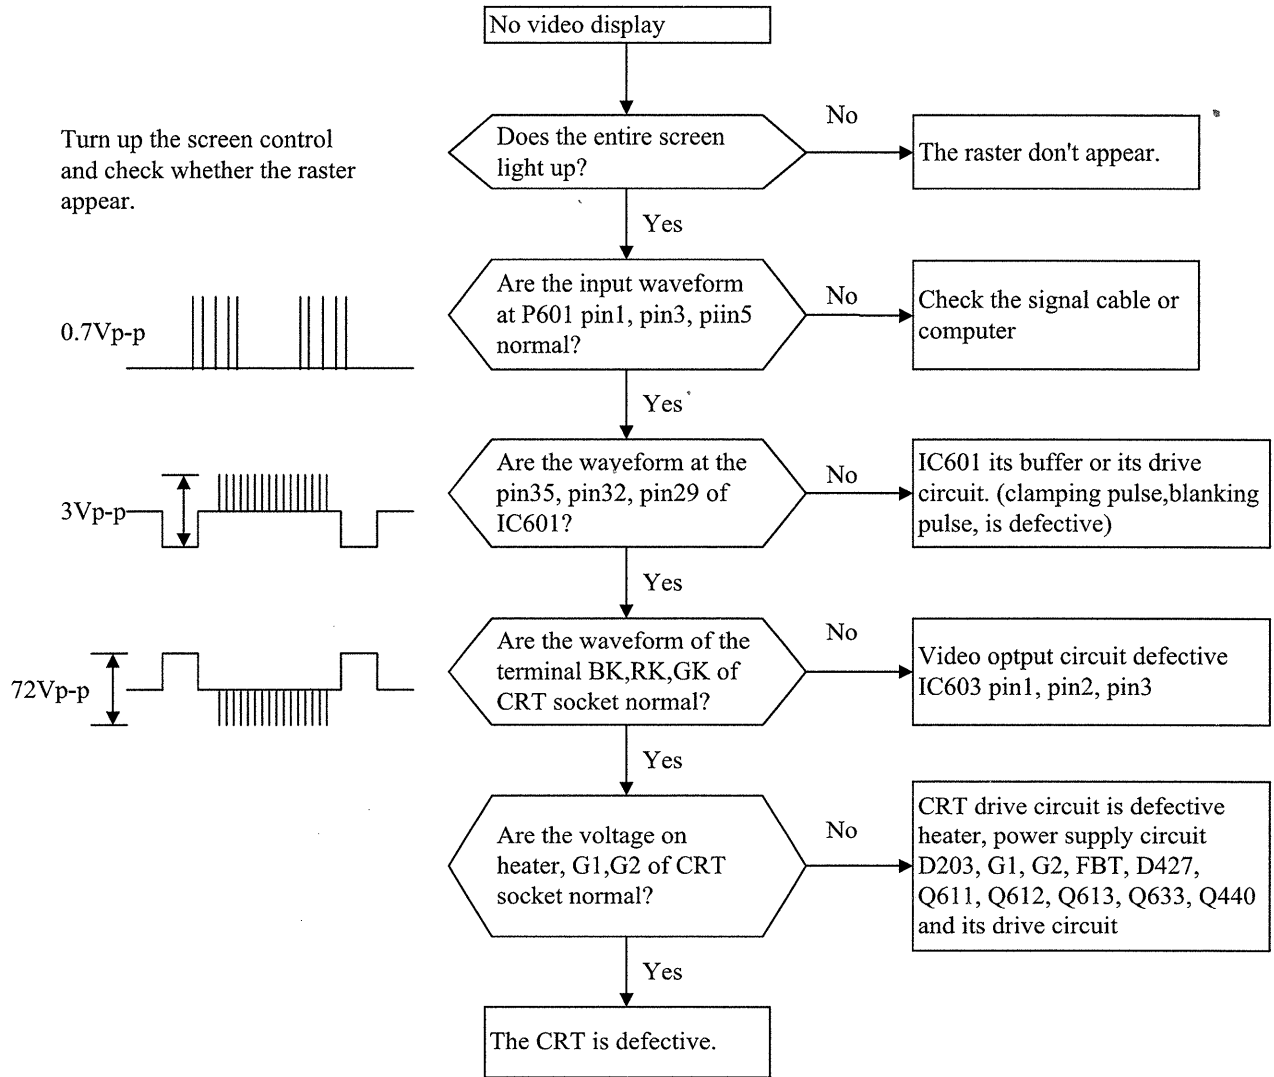 No video display
Turn up the screen control
and check whether the raster
appear.
Does the entire screen
light up?
No
The raster don't appear.
Yes
0.7Vp-p
Are the input waveform
at P601 pin1, pin3, piin5
normal?
No
Check the signal cable or
computer
Yes
3Vp-p
Are the waveform at the
pin35, pin32, pin29 of
IC601?
No
IC601 its buffer or its drive
circuit. (clamping pulse,blanking
pulse, is defective)
Yes
72Vp-p
Are the waveform of the
terminal BK,RK,GK of
CRT socket normal?
No
Video optput circuit defective
IC603 pin1, pin2, pin3
Yes
Are the voltage on
heater, G1,G2 of CRT
socket normal?
No
CRT drive circuit is defective
heater, power supply circuit
D203, G1, G2, FBT, D427,
Q611, Q612, Q613, Q633, Q440
and its drive circuit
Yes
The CRT is defective.